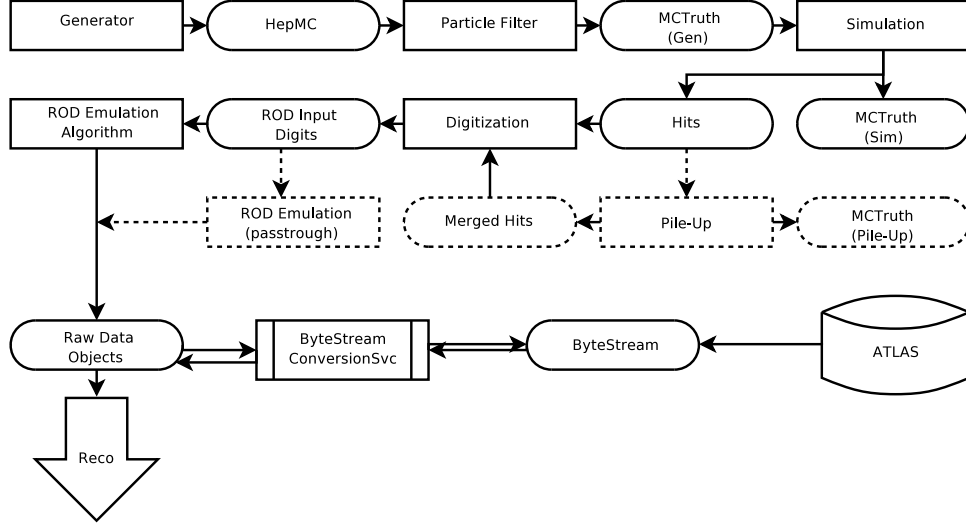 Generator
HepMC
Particle Filter
MCTruth
(Gen)
Simulation
ROD Emulation
Algorithm
ROD Input
Digits
Digitization
Hits
MCTruth
(Sim)
ROD Emulation
(passtrough)
Merged Hits
Pile-Up
MCTruth
(Pile-Up)
Raw Data
Objects
ByteStream
ConversionSvc
ByteStream
ATLAS
Reco